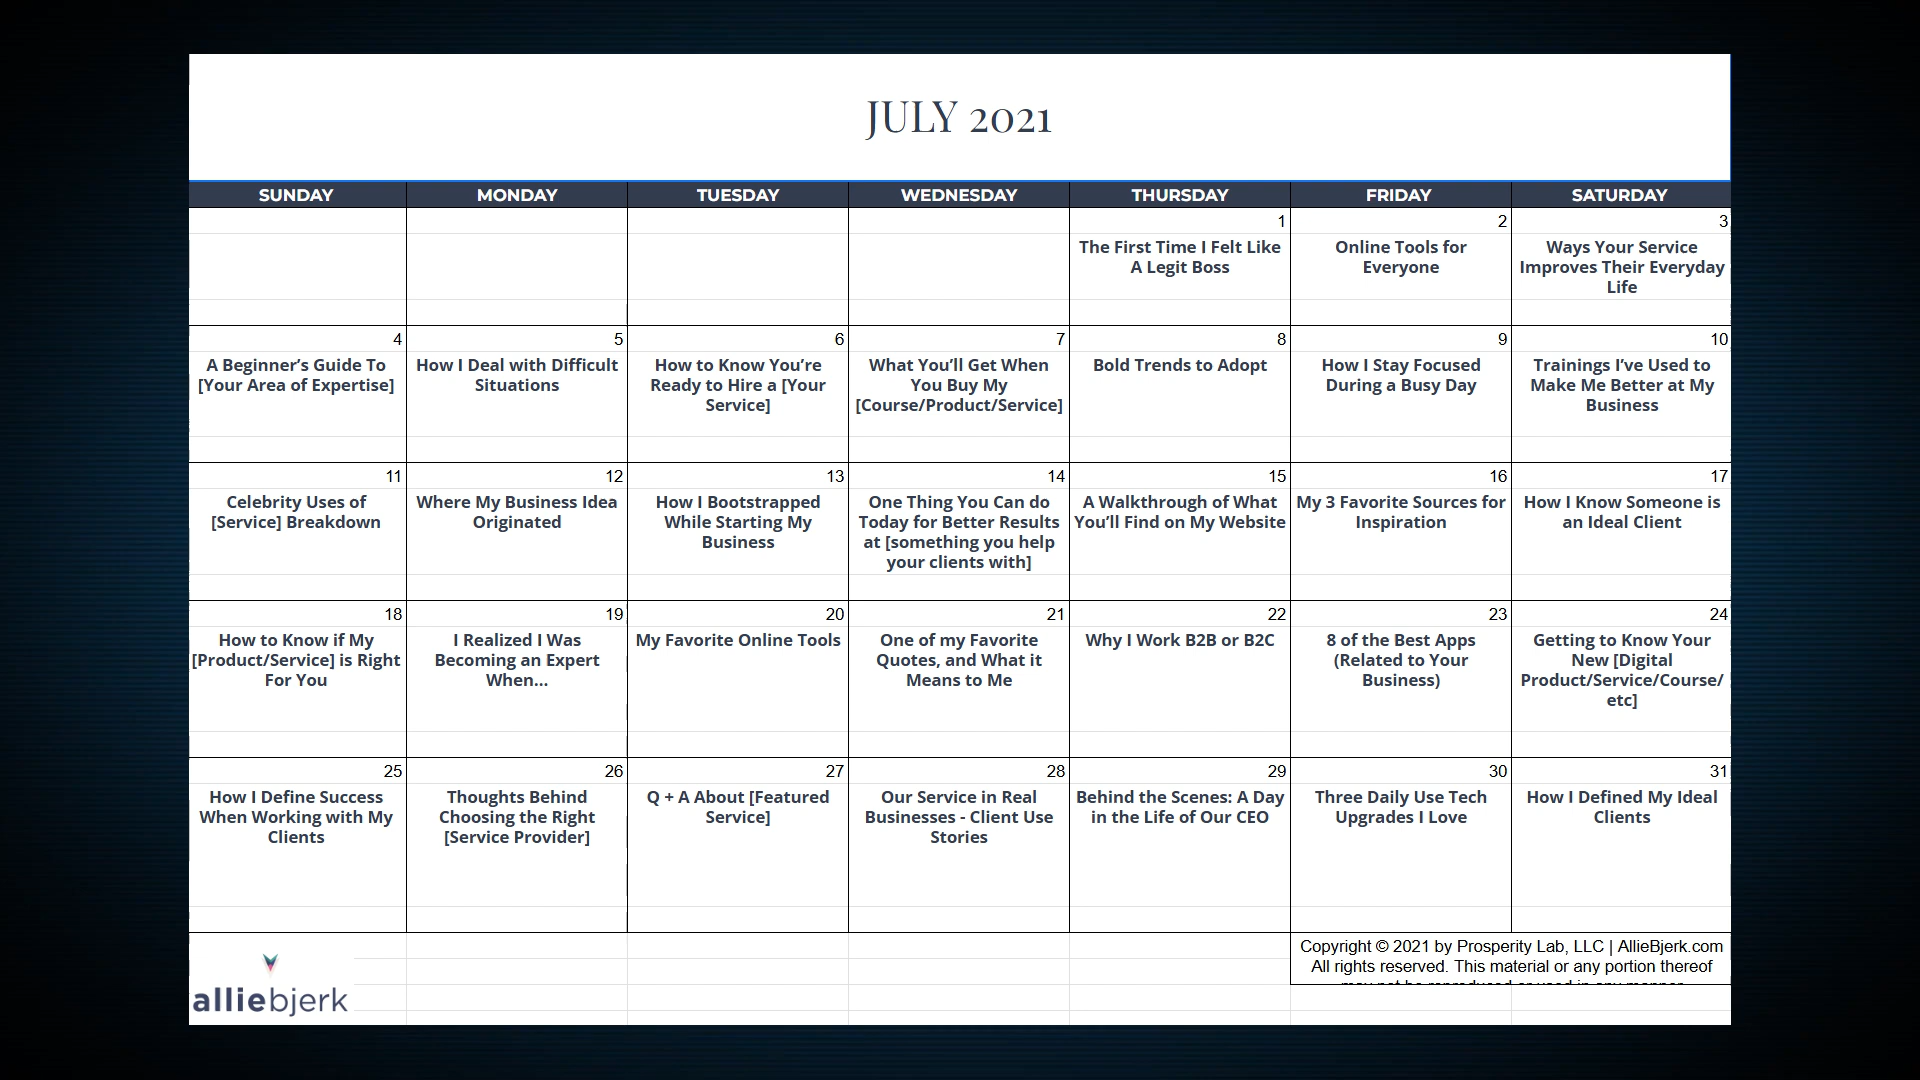 JULY 2021
SUNDAY MONDAY TUESDAY WEDNESDAY THURSDAY FRIDAY SATURDAY
1
The First Time I Felt Like
A Legit Boss
2
Online Tools for
Everyone
3
Ways Your Service
Improves Their Everyday
Life
4
A Beginner’s Guide To
[Your Area of Expertise]
5
How I Deal with Difficult
Situations
6
How to Know You’re
Ready to Hire a [Your
Service]
7
What You’ll Get When
You Buy My
[Course/Product/Service]
8
Bold Trends to Adopt
9
How I Stay Focused
During a Busy Day
10
Trainings I’ve Used to
Make Me Better at My
Business
11
Celebrity Uses of
[Service] Breakdown
12
Where My Business Idea
Originated
13
How I Bootstrapped
While Starting My
Business
14
One Thing You Can do
Today for Better Results
at [something you help
your clients with]
15
A Walkthrough of What
You’ll Find on My Website
16
My 3 Favorite Sources for
Inspiration
17
How I Know Someone is
an Ideal Client
18
How to Know if My
[Product/Service] is Right
For You
19
I Realized I Was
Becoming an Expert
When...
20
My Favorite Online Tools
21
One of my Favorite
Quotes, and What it
Means to Me
22
Why I Work B2B or B2C
23
8 of the Best Apps
(Related to Your
Business)
24
Getting to Know Your
New [Digital
Product/Service/Course/
etc]
25
How I Define Success
When Working with My
Clients
26
Thoughts Behind
Choosing the Right
[Service Provider]
27
Q + A About [Featured
Service]
28
Our Service in Real
Businesses - Client Use
Stories
29
Behind the Scenes: A Day
in the Life of Our CEO
30
Three Daily Use Tech
Upgrades I Love
31
How I Defined My Ideal
Clients
alliebjerk
Copyright © 2021 by Prosperity Lab, LLC | AllieBjerk.com
All rights reserved. This material or any portion thereof
may not be reproduced or used in any manner